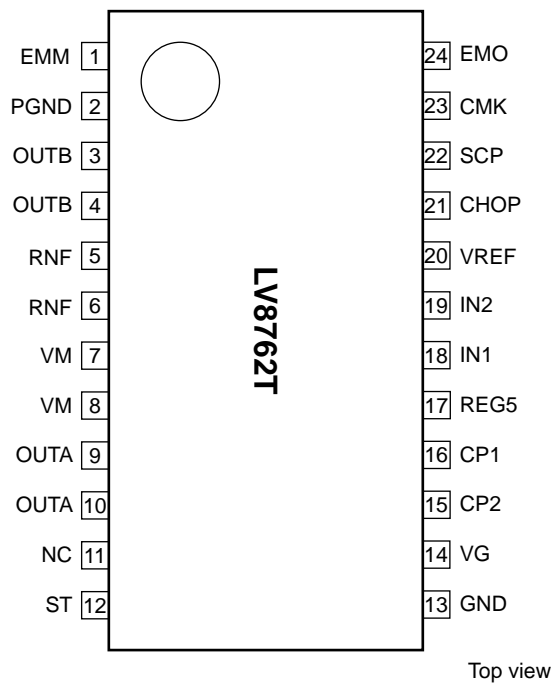 EMM 1
PGND 2
OUTB 3
OUTB 4
RNF 5
RNF 6
VM 7
VM 8
OUTA 9
OUTA 10
NC 11
ST 12
LV8762T
24 EMO
23 CMK
22 SCP
21 CHOP
20 VREF
19 IN2
18 IN1
17 REG5
16 CP1
15 CP2
14 VG
13 GND
Top view